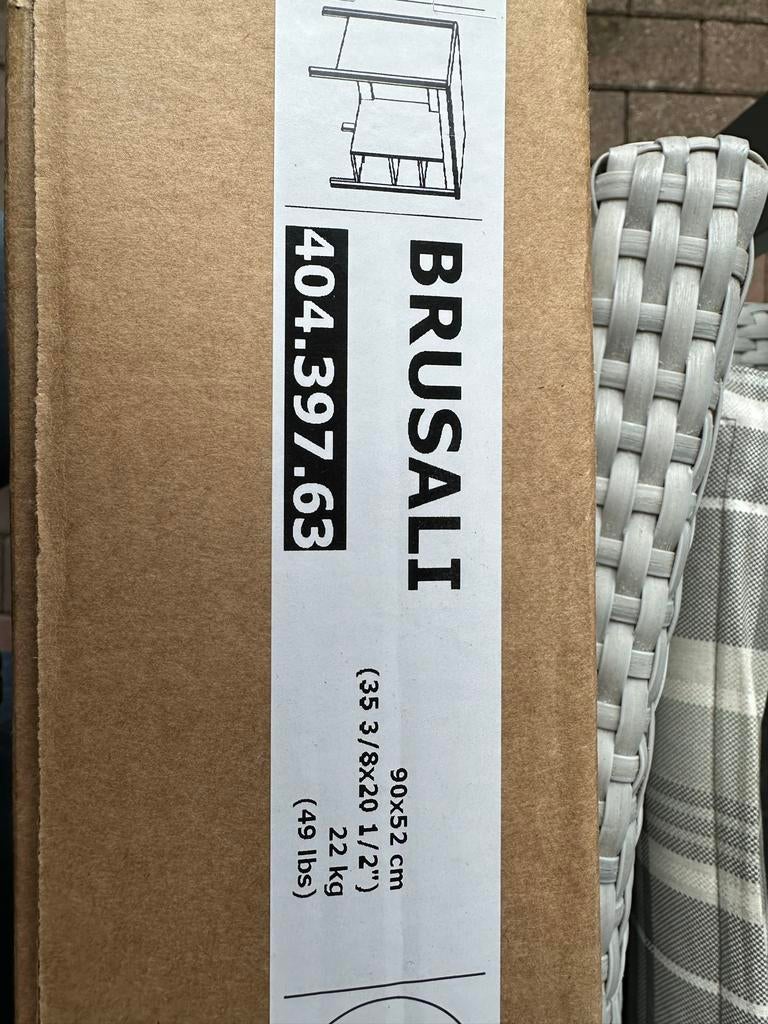 BRUSALI
404.397.63
90x52 cm
(35 3/8x20 1/2")
22 kg
(49 lbs)